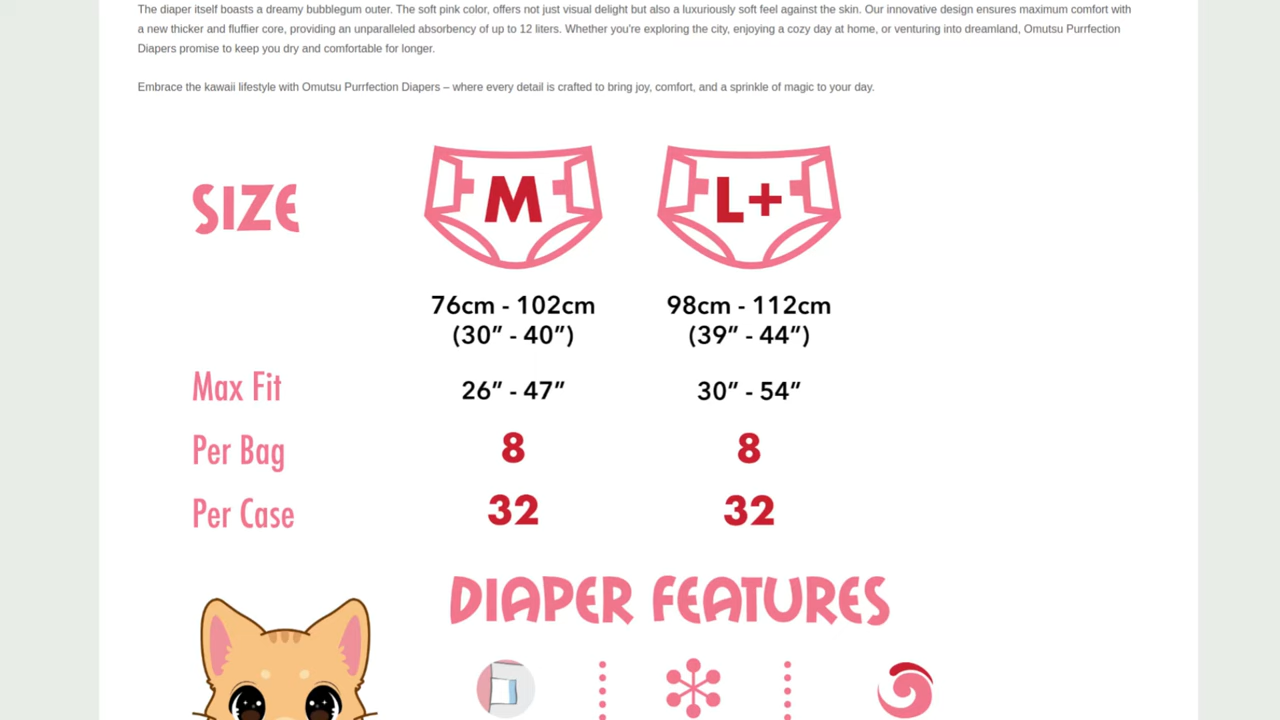 The diaper itself boasts a dreamy bubblegum outer. The soft pink color, offers not just visual delight but also a luxuriously soft feel against the skin. Our innovative design ensures maximum comfort with
a new thicker and fluffier core, providing an unparalleled absorbency of up to 12 liters. Whether you're exploring the city, enjoying a cozy day at home, or venturing into dreamland, Omutsu Purrfection
Diapers promise to keep you dry and comfortable for longer.
Embrace the kawaii lifestyle with Omutsu Purrfection Diapers – where every detail is crafted to bring joy, comfort, and a sprinkle of magic to your day.
SIZE M L+
76cm - 102cm 98cm - 112cm
(30” - 40”) (39” - 44”)
Max Fit 26” - 47” 30” - 54”
Per Bag 8 8
Per Case 32 32
DIAPER FEATURES